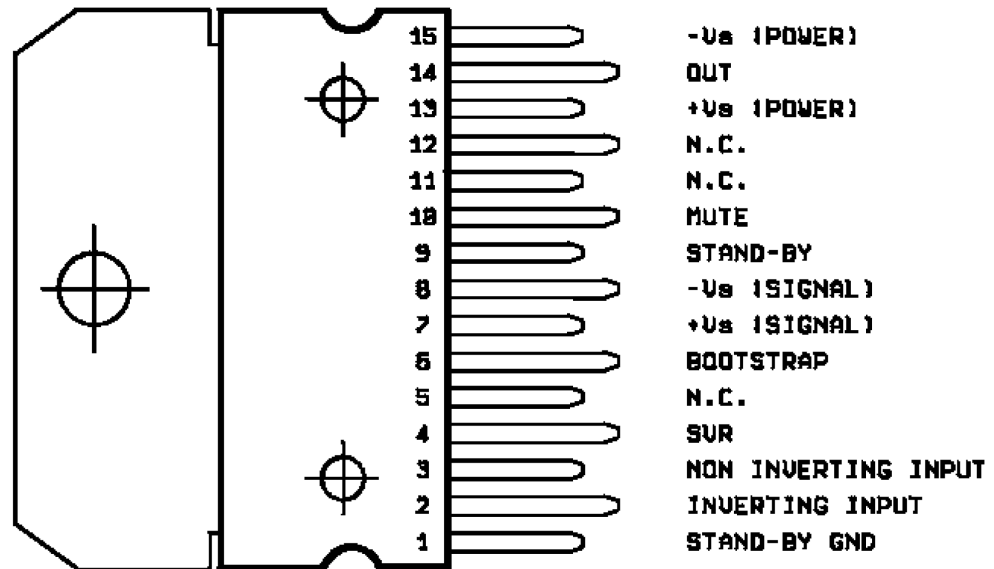 15 -Vs (POWER)
14 OUT
13 +Vs (POWER)
12 N.C.
11 N.C.
10 MUTE
9 STAND-BY
8 -Vs (SIGNAL)
7 +Vs (SIGNAL)
6 BOOTSTRAP
5 N.C.
4 SVR
3 NON INVERTING INPUT
2 INVERTING INPUT
1 STAND-BY GND